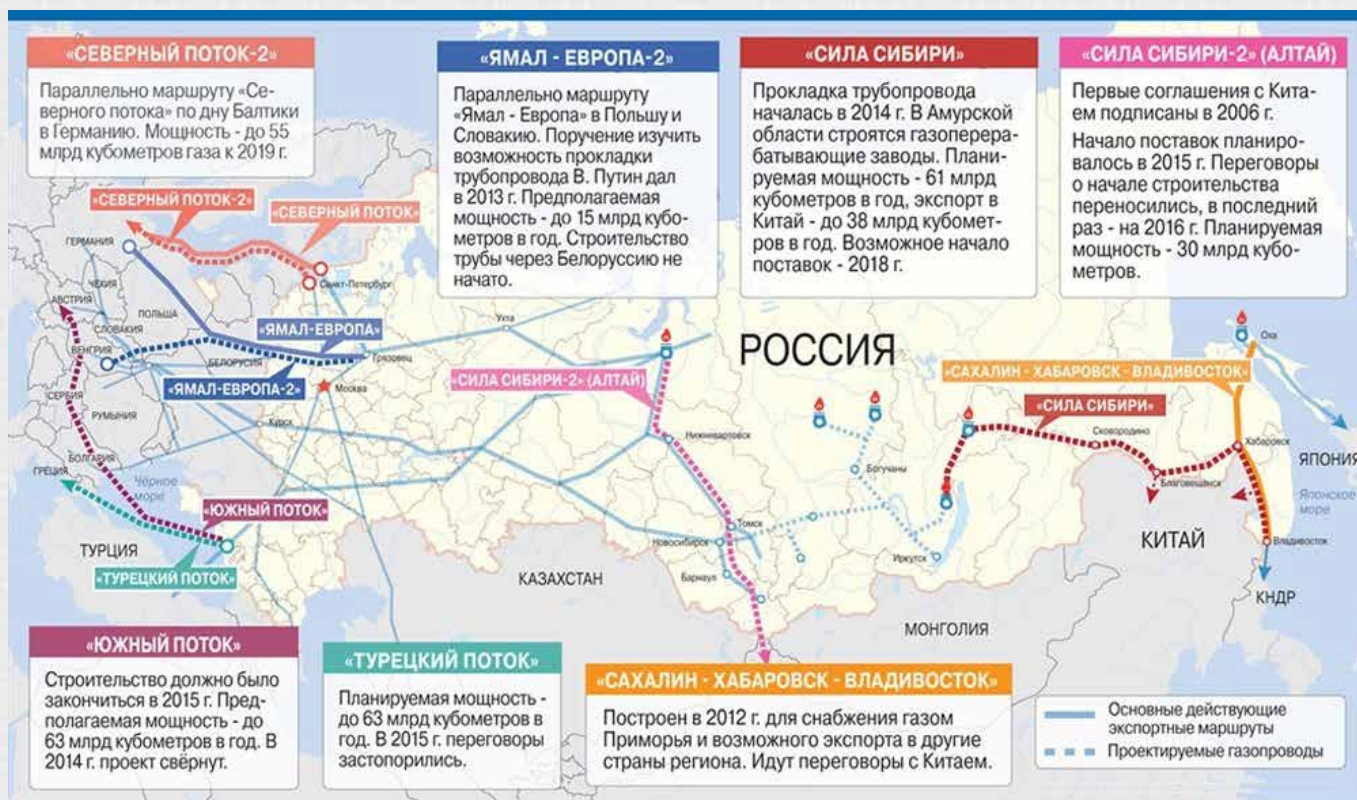 «СЕВЕРНЫЙ ПОТОК-2»
Параллельно маршруту «Се-
верного потока» по дну Балтики
в Германию. Мощность - до 55
млрд кубометров газа к 2019 г.
«ЯМАЛ - ЕВРОПА-2»
Параллельно маршруту
«Ямал - Европа» в Польшу и
Словакию. Поручение изучить
возможность прокладки
трубопровода В. Путин дал
в 2013 г. Предполагаемая
мощность - до 15 млрд кубо-
метров в год. Строительство
трубы через Белоруссию не
начато.
«СИЛА СИБИРИ»
Прокладка трубопровода
началась в 2014 г. В Амурской
области строятся газоперера-
батывающие заводы. Плани-
руемая мощность - 61 млрд
кубометров в год, экспорт в
Китай - до 38 млрд кубомет-
ров в год. Возможное начало
поставок - 2018 г.
«СИЛА СИБИРИ-2» (АЛТАЙ)
Первые соглашения с Кита-
ем подписаны в 2006 г.
Начало поставок планиро-
валось в 2015 г. Переговоры
о начале строительства
переносились, в последний
раз - на 2016 г. Планируемая
мощность - 30 млрд кубо-
метров.
«СЕВЕРНЫЙ ПОТОК-2»
«СЕВЕРНЫЙ ПОТОК»
ГЕРМАНИЯ
Санкт-Петербург
ЧЕХИЯ
АВСТРИЯ
ПОЛЬША
СЛОВАКИЯ
«ЯМАЛ-ЕВРОПА»
Ухта
ВЕНГРИЯ
БЕЛОРУСИЯ
Грязовец
«ЯМАЛ-ЕВРОПА-2»
Москва
СЕРБИЯ
РУМЫНИЯ
Курск
БОЛГАРИЯ
ГРЕЦИЯ
Чёрное
море
«ЮЖНЫЙ ПОТОК»
ТУРЦИЯ
«ТУРЕЦКИЙ ПОТОК»
КАЗАХСТАН
РОССИЯ
«СИЛА СИБИРИ-2» (АЛТАЙ)
Нижневартовск
Томск
Новосибирск
Барнаул
Богучаны
Иркутск
Оха
«САХАЛИН - ХАБАРОВСК - ВЛАДИВОСТОК»
«СИЛА СИБИРИ»
Сковородино
Хабаровск
Благовещенск
ЯПОНИЯ
Японское
море
КИТАЙ
Владивосток
КНДР
МОНГОЛИЯ
«ЮЖНЫЙ ПОТОК»
Строительство должно было
закончиться в 2015 г. Пред-
полагаемая мощность - до
63 млрд кубометров в год. В
2014 г. проект свёрнут.
«ТУРЕЦКИЙ ПОТОК»
Планируемая мощность -
до 63 млрд кубометров в
год. В 2015 г. переговоры
застопорились.
«САХАЛИН - ХАБАРОВСК - ВЛАДИВОСТОК»
Построен в 2012 г. для снабжения газом
Приморья и возможного экспорта в другие
страны региона. Идут переговоры с Китаем.
Основные действующие
экспортные маршруты
Проектируемые газопроводы